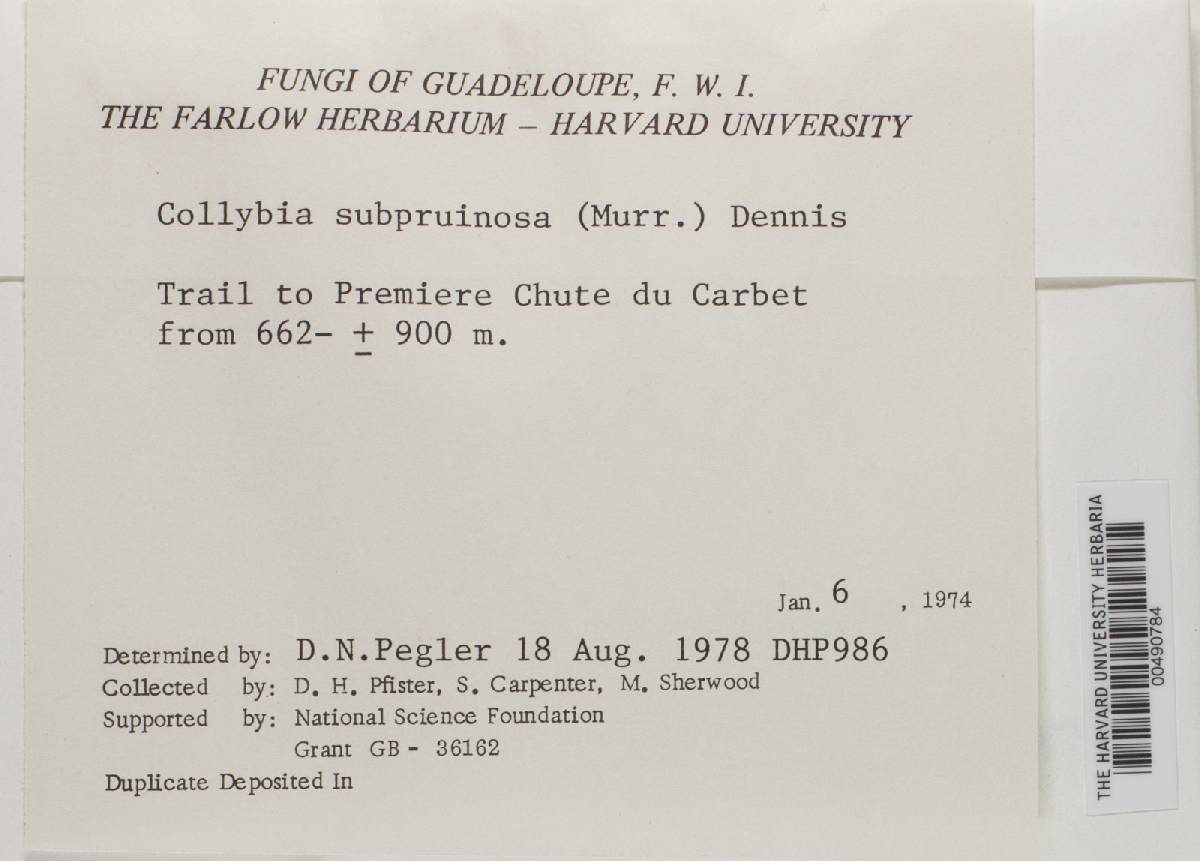 FUNGI OF GUADELOUPE, F. W. I.
THE FARLOW HERBARIUM – HARVARD UNIVERSITY
Collybia subpruinosa (Murr.) Dennis
Trail to Premiere Chute du Carbet
from 662- ± 900 m.
Jan. 6 , 1974
Determined by: D.N.Pegler 18 Aug. 1978 DHP986
Collected by: D. H. Pfister, S. Carpenter, M. Sherwood
Supported by: National Science Foundation
Grant GB - 36162
Duplicate Deposited In
THE HARVARD UNIVERSITY HERBARIA
00490784